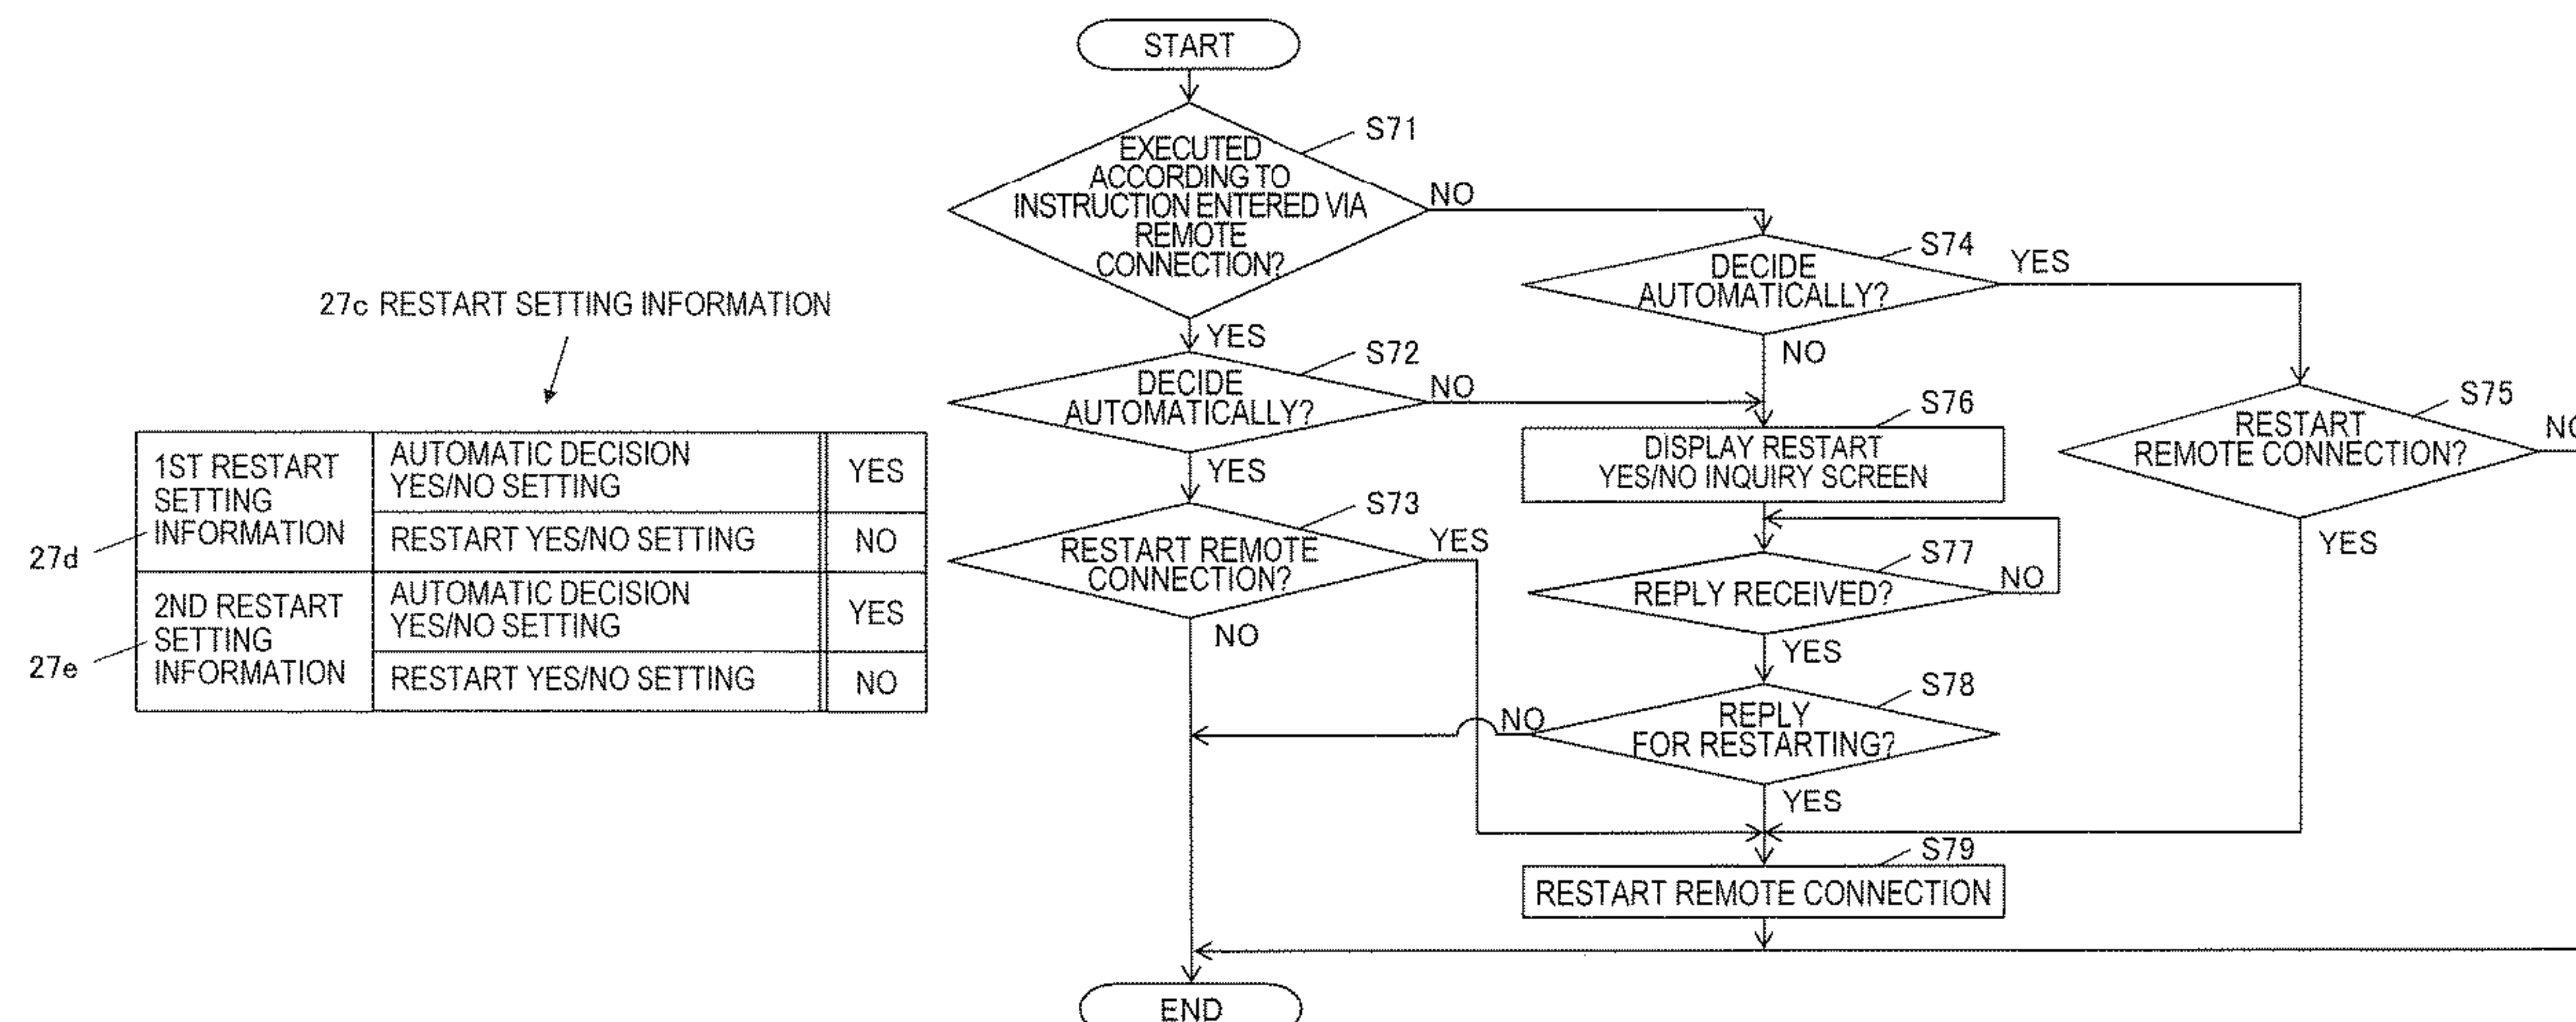 27c RESTART SETTING INFORMATION
1ST RESTART
SETTING
INFORMATION
AUTOMATIC DECISION
YES/NO SETTING
YES
RESTART YES/NO SETTING
NO
27d
2ND RESTART
SETTING
INFORMATION
AUTOMATIC DECISION
YES/NO SETTING
YES
RESTART YES/NO SETTING
NO
27e
START
EXECUTED
ACCORDING TO
INSTRUCTION ENTERED VIA
REMOTE
CONNECTION?
S71
NO
YES
DECIDE
AUTOMATICALLY?
S72
NO
YES
RESTART REMOTE
CONNECTION?
S73
YES
NO
DECIDE
AUTOMATICALLY?
S74
YES
NO
RESTART
REMOTE CONNECTION?
S75
NO
YES
S76
DISPLAY RESTART
YES/NO INQUIRY SCREEN
S77
REPLY RECEIVED?
NO
YES
S78
REPLY
FOR RESTARTING?
NO
YES
S79
RESTART REMOTE CONNECTION
END